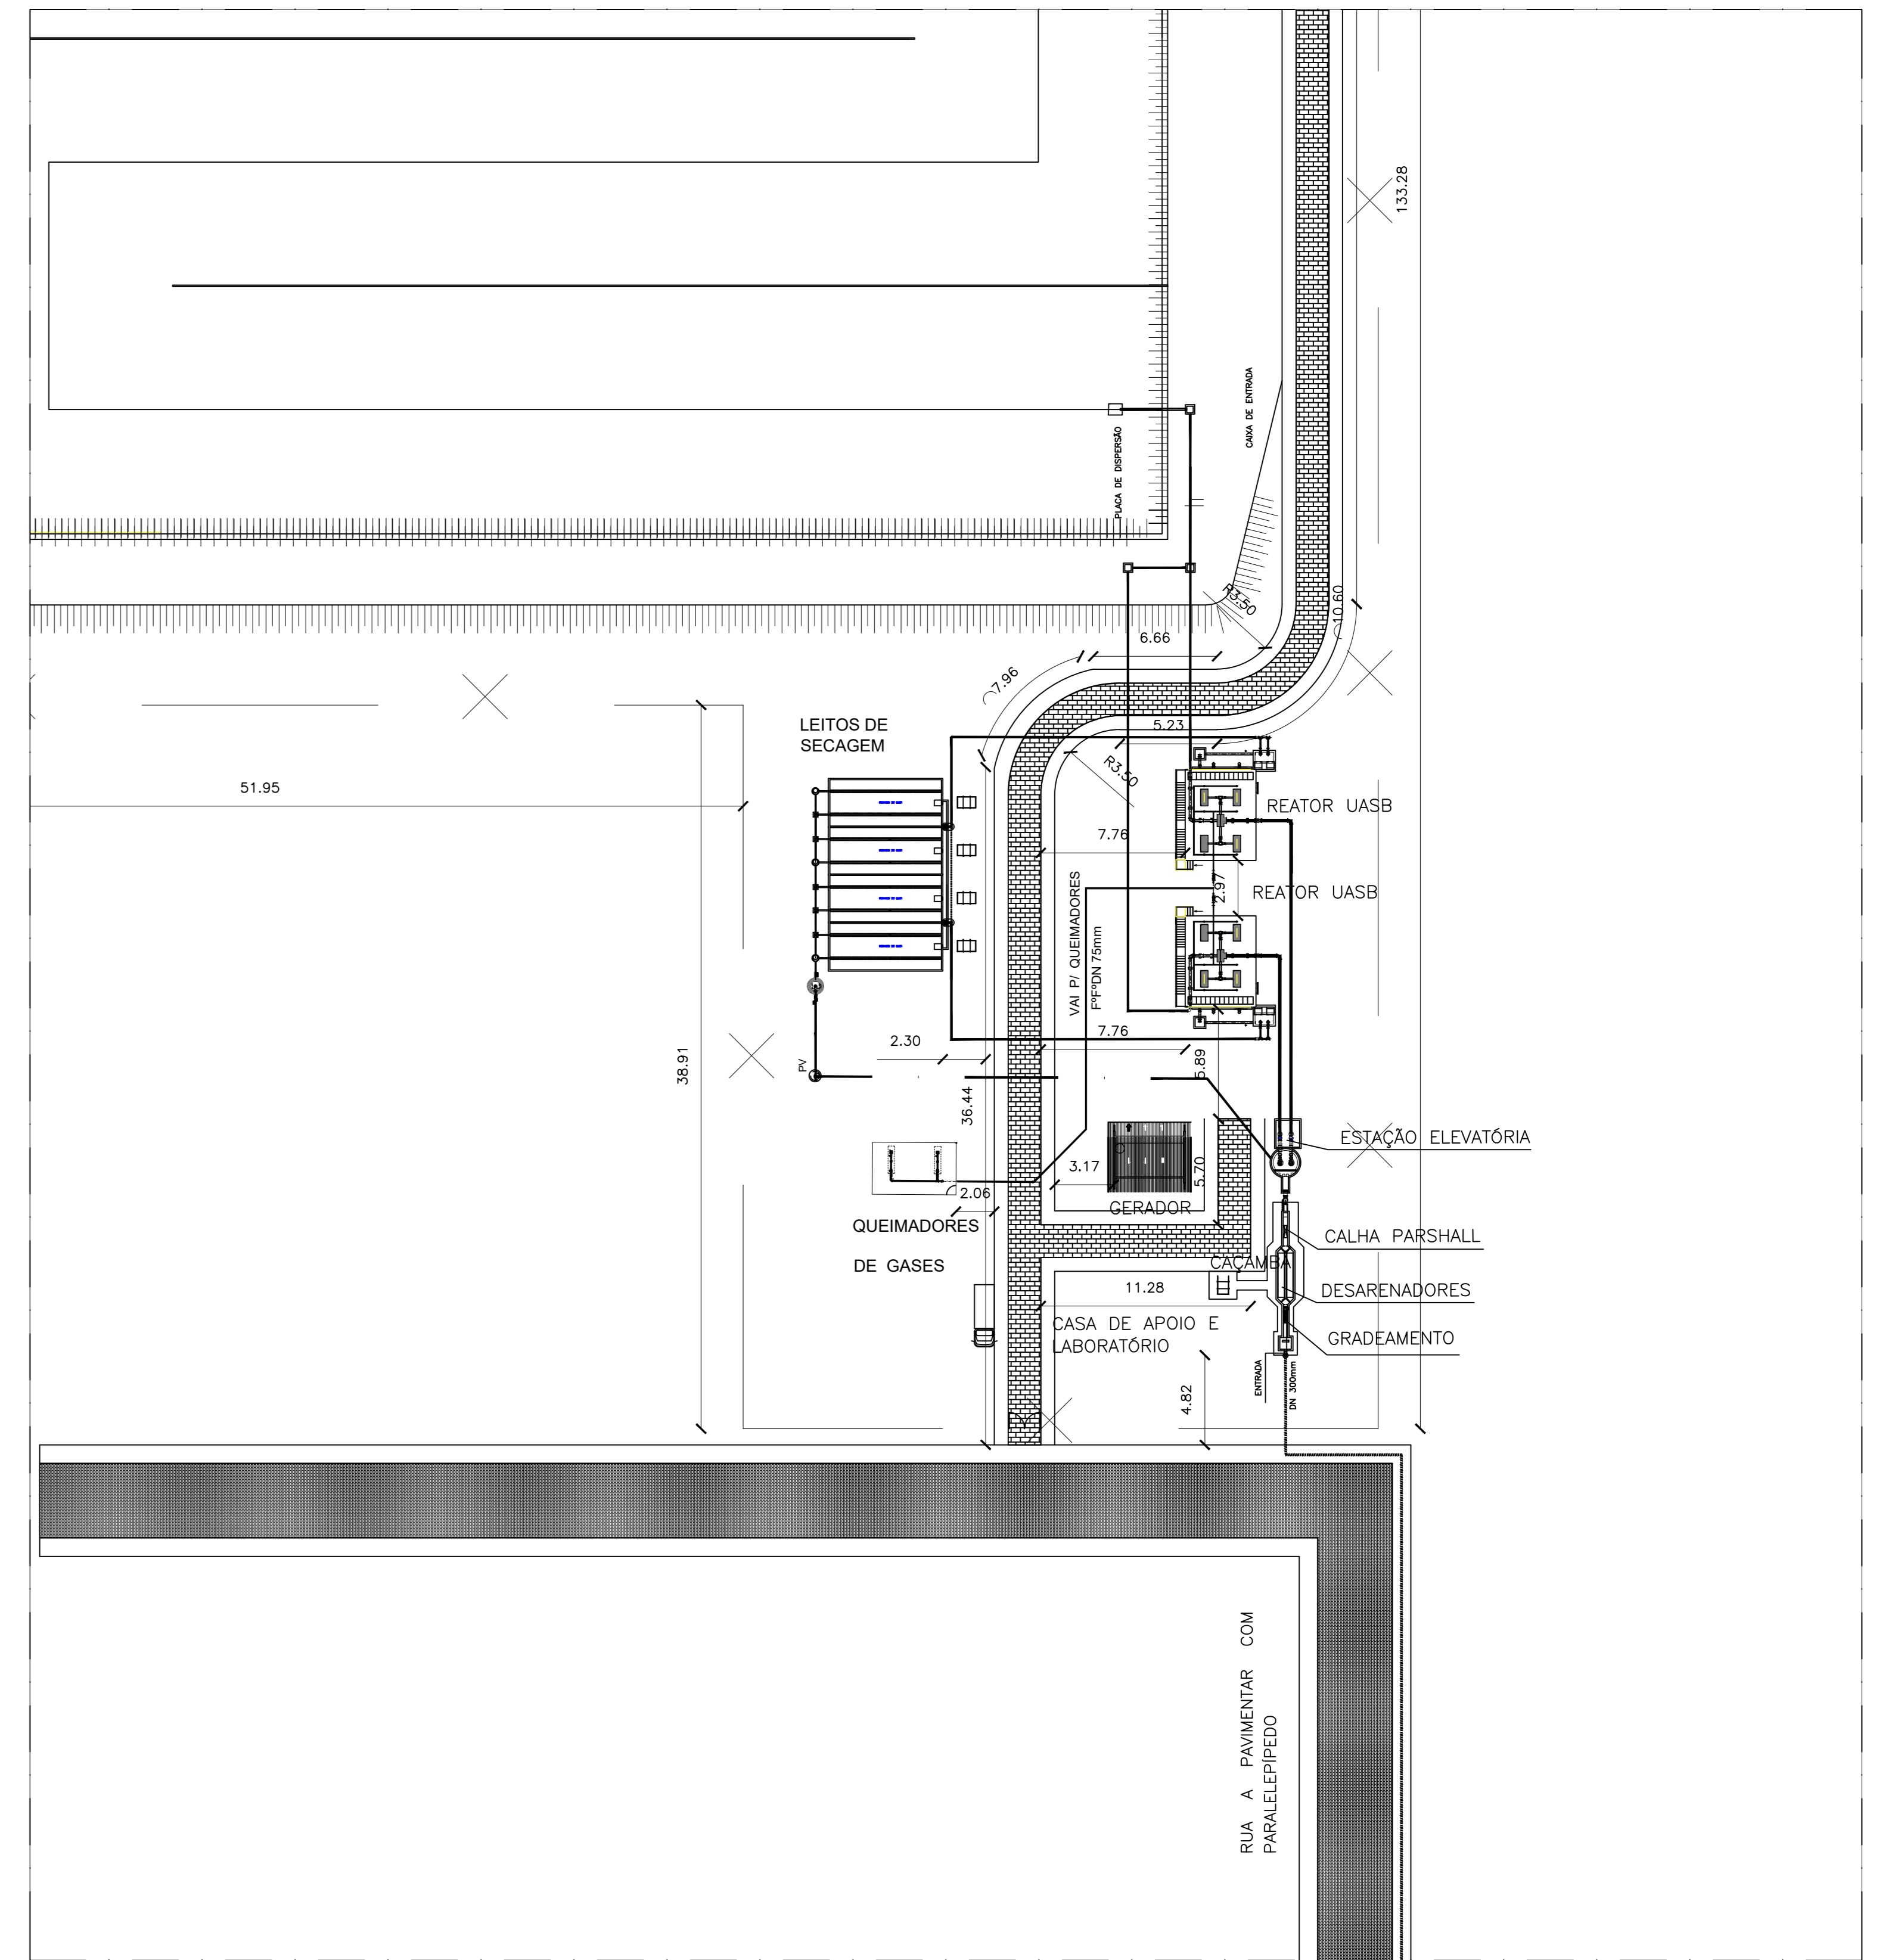 133.28
CAIXA DE ENTRADA
PLACA DE DISPERSÃO
R3.50
10.60
6.66
7.96
5.23
LEITOS DE
SECAGEM
R3.50
51.95
REATOR UASB
7.76
2.97
REATOR UASB
VAI P/ QUEIMADORES
FºFºDN 75mm
7.76
2.30
5.89
38.91
PV
36.44
ESTAÇÃO ELEVATÓRIA
3.17
5.70
2.06
GERADOR
QUEIMADORES
DE GASES
CALHA PARSHALL
CAÇAMBA
11.28
DESARENADORES
CASA DE APOIO E
LABORATÓRIO
GRADEAMENTO
ENTRADA
DN 300mm
4.82
RUA A PAVIMENTAR COM
PARALELEPÍPEDO